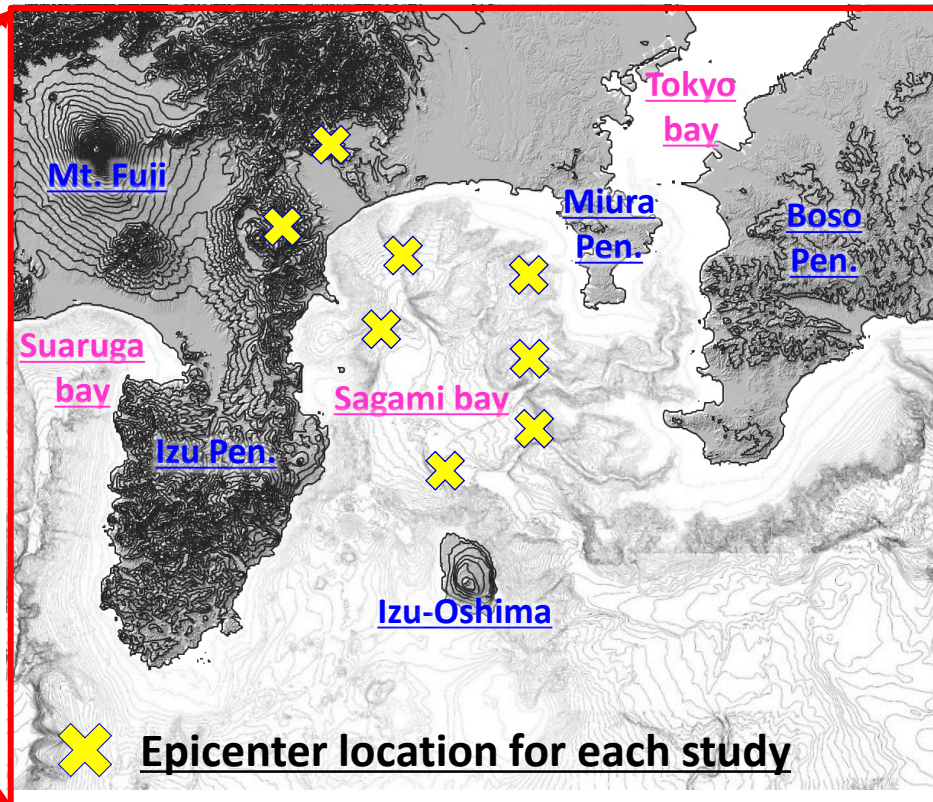 Tokyo
bay
Mt. Fuji
Miura
Pen.
Boso
Pen.
Suaruga
bay
Sagami bay
Izu Pen.
Izu-Oshima
Epicenter location for each study